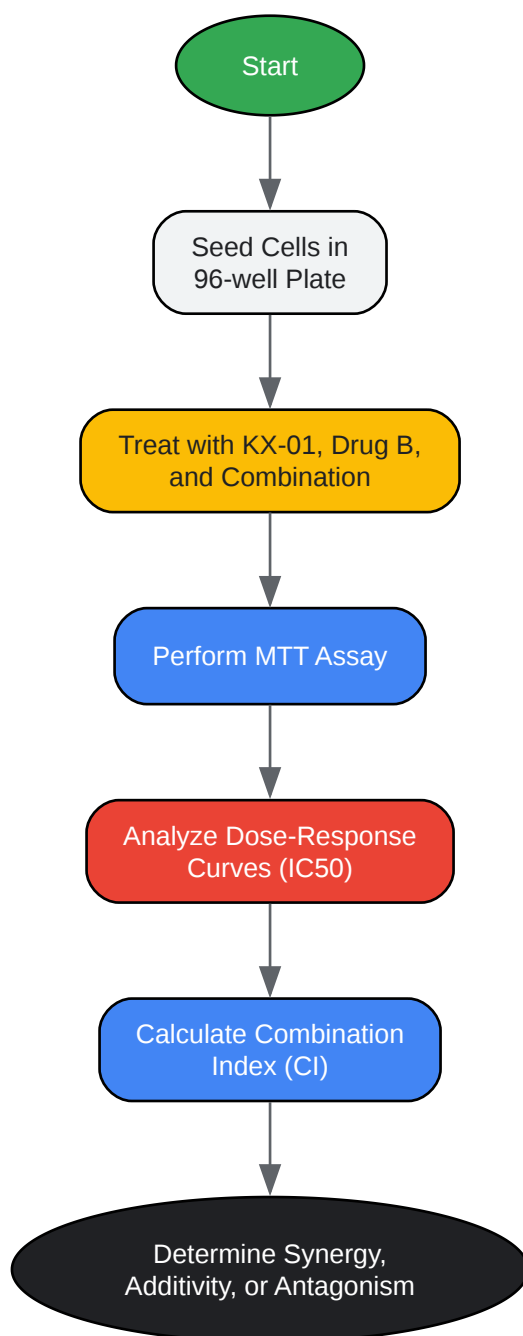 Start
Seed Cells in
96-well Plate
Treat with KX-01, Drug B,
and Combination
Perform MTT Assay
Analyze Dose-Response
Curves (IC50)
Calculate Combination
Index (CI)
Determine Synergy,
Additivity, or Antagonism